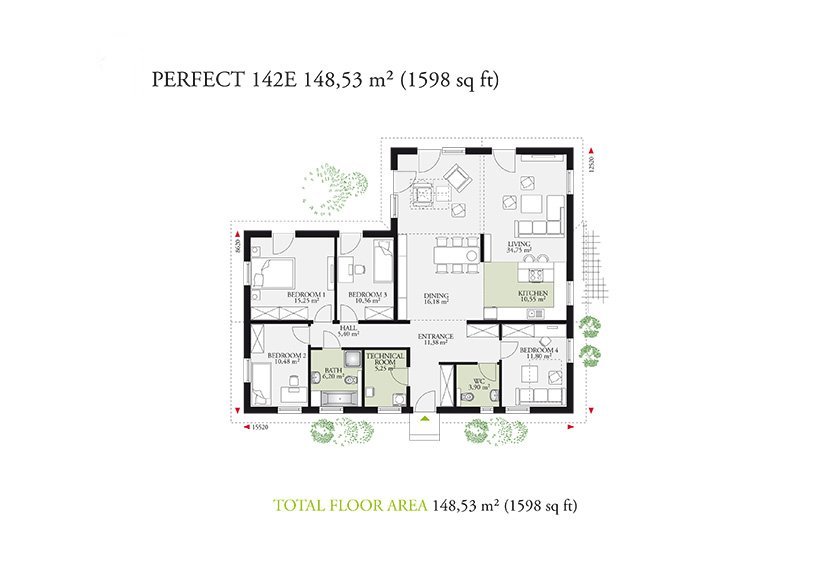 PERFECT 142E 148,53 m² (1598 sq ft)
12520
8620
LIVING
34,75 m²
BEDROOM 1
15,25 m²
BEDROOM 3
10,36 m²
DINING
16,18 m²
KITCHEN
10,55 m²
HALL
5,40 m²
ENTRANCE
11,38 m²
BEDROOM 2
10,48 m²
BATH
6,20 m²
TECHNICAL
ROOM
5,25 m²
WC
3,90 m²
BEDROOM 4
11,80 m²
15520
TOTAL FLOOR AREA 148,53 m² (1598 sq ft)